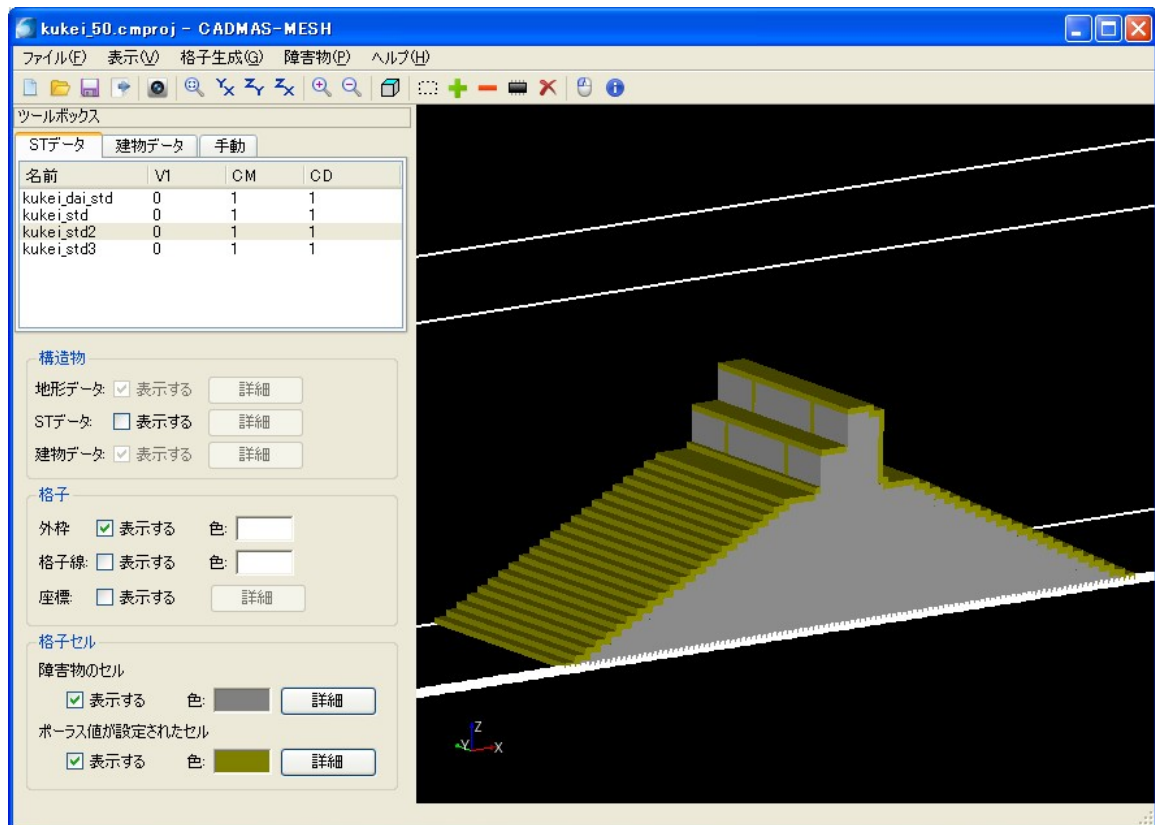 kukei_50.cmproj - CADMAS-MESH
ファイル(F) 表示(V) 格子生成(G) 障害物(P) ヘルプ(H)
YX ZY ZX
ツールボックス
STデータ 建物データ 手動
名前 V1 CM CD
kukei_dai_std 0 1 1
kukei_std 0 1 1
kukei_std2 0 1 1
kukei_std3 0 1 1
構造物
地形データ: 表示する 詳細
STデータ: 表示する 詳細
建物データ: 表示する 詳細
格子
外枠 表示する 色:
格子線: 表示する 色:
座標: 表示する 詳細
格子セル
障害物のセル
表示する 色: 詳細
ポーラス値が設定されたセル
表示する 色: 詳細
Z
Y X